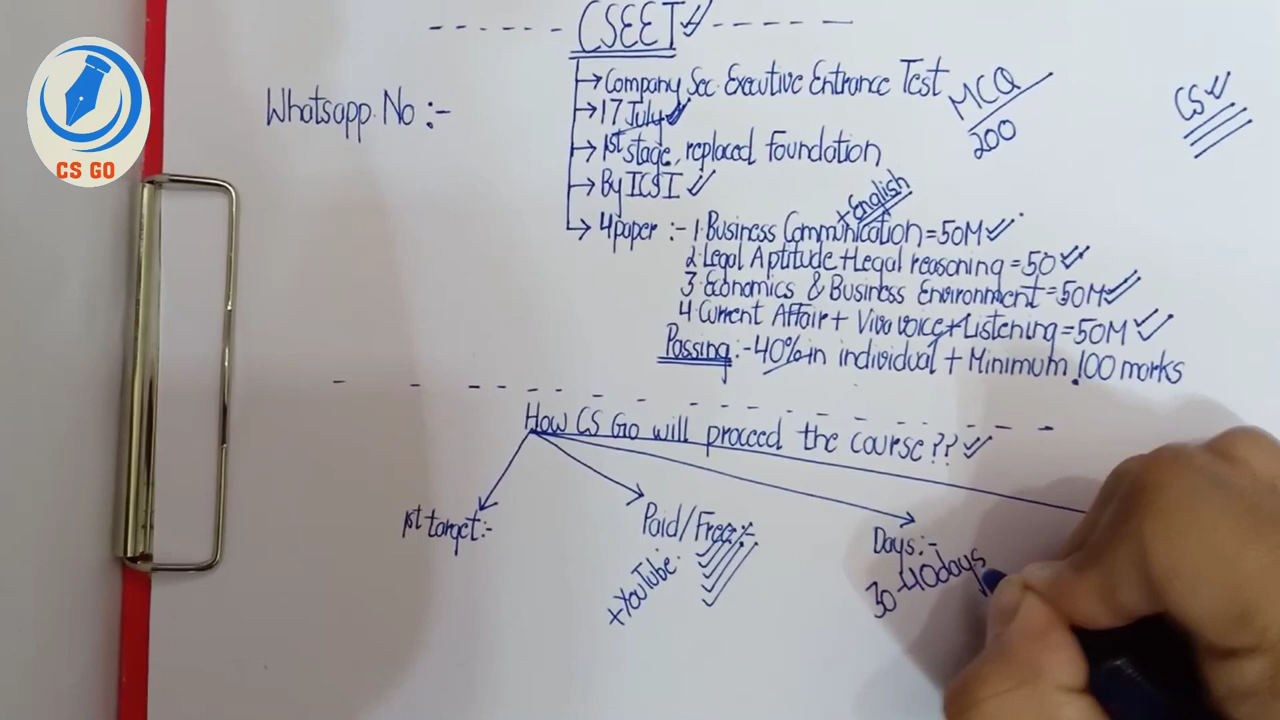 CS GO
CSEET
Whatsapp No :-
Company Sec. Executive Entrance Test
17 July
1st stage, replaced Foundation
By ICSI
MCQ
200
CS
4 paper :- 1. Business Communication = 50M
+ English
2. Legal Aptitude + Legal reasoning = 50
3. Economics & Business Environment = 50M
4. Current Affair + Viva voice + Listening = 50M
Passing :- 40% in individual + Minimum 100 marks
How CS Go will proceed the course??
1st target:-
Paid/Free:-
+YouTube.
Days:-
30-40days